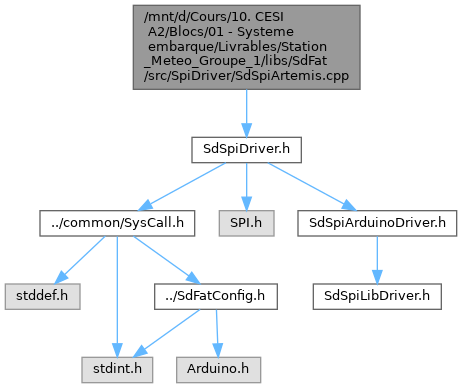 /mnt/d/Cours/10. CESI
A2/Blocs/01 - Systeme
embarque/Livrables/Station
_Meteo_Groupe_1/libs/SdFat
/src/SpiDriver/SdSpiArtemis.cpp
SdSpiDriver.h
../common/SysCall.h
SPI.h
SdSpiArduinoDriver.h
stddef.h
../SdFatConfig.h
SdSpiLibDriver.h
stdint.h
Arduino.h